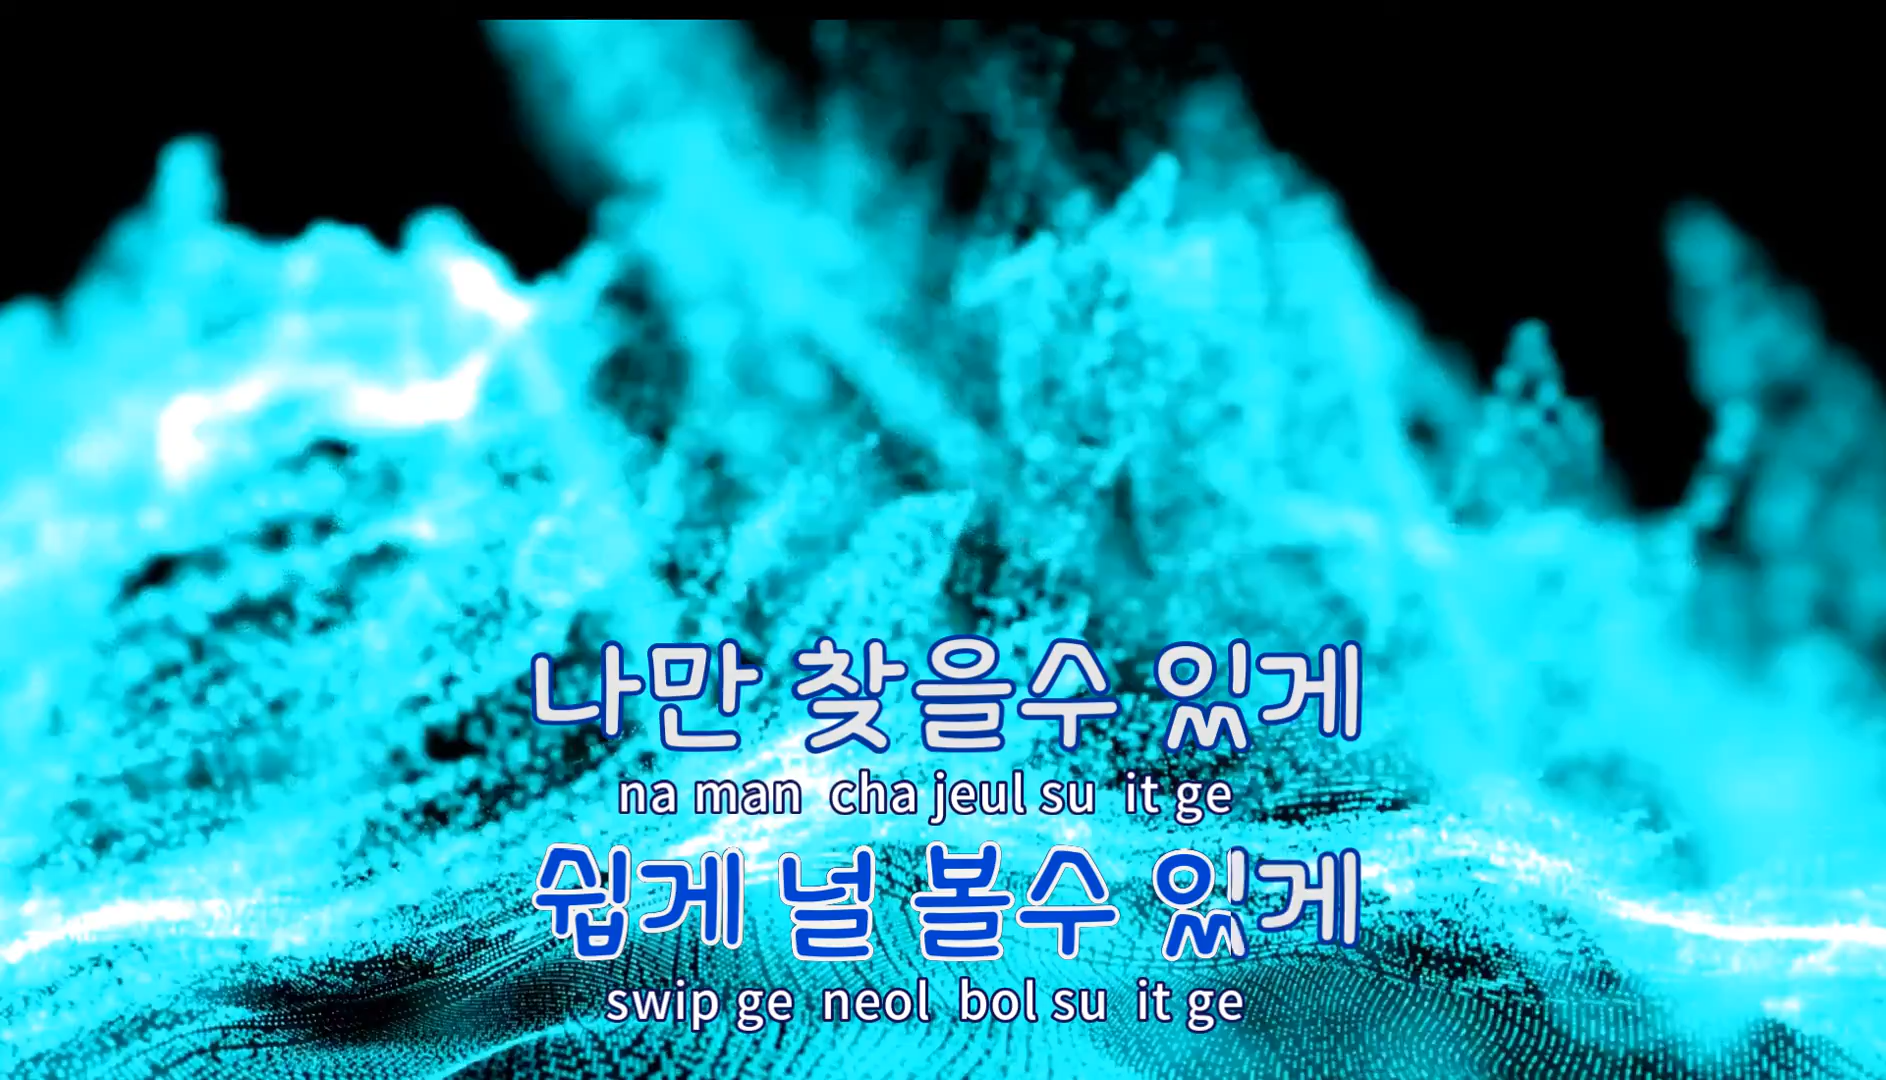 나만 찾을수 있게
na man cha jeul su it ge
쉽게 널 볼수 있게
swip ge neol bol su it ge